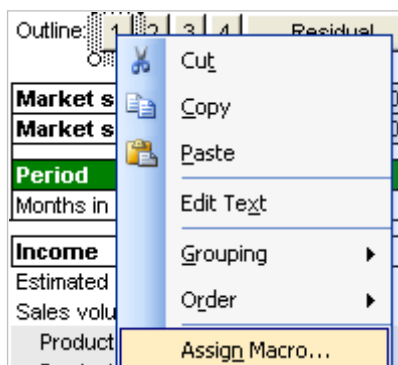 Outline: 1 2 3 4 Residual
Cut
Market s
Copy
Market s
Paste
Period
Months in
Edit Text
Income
Grouping
Estimated
Order
Sales volu
Product
Assign Macro...